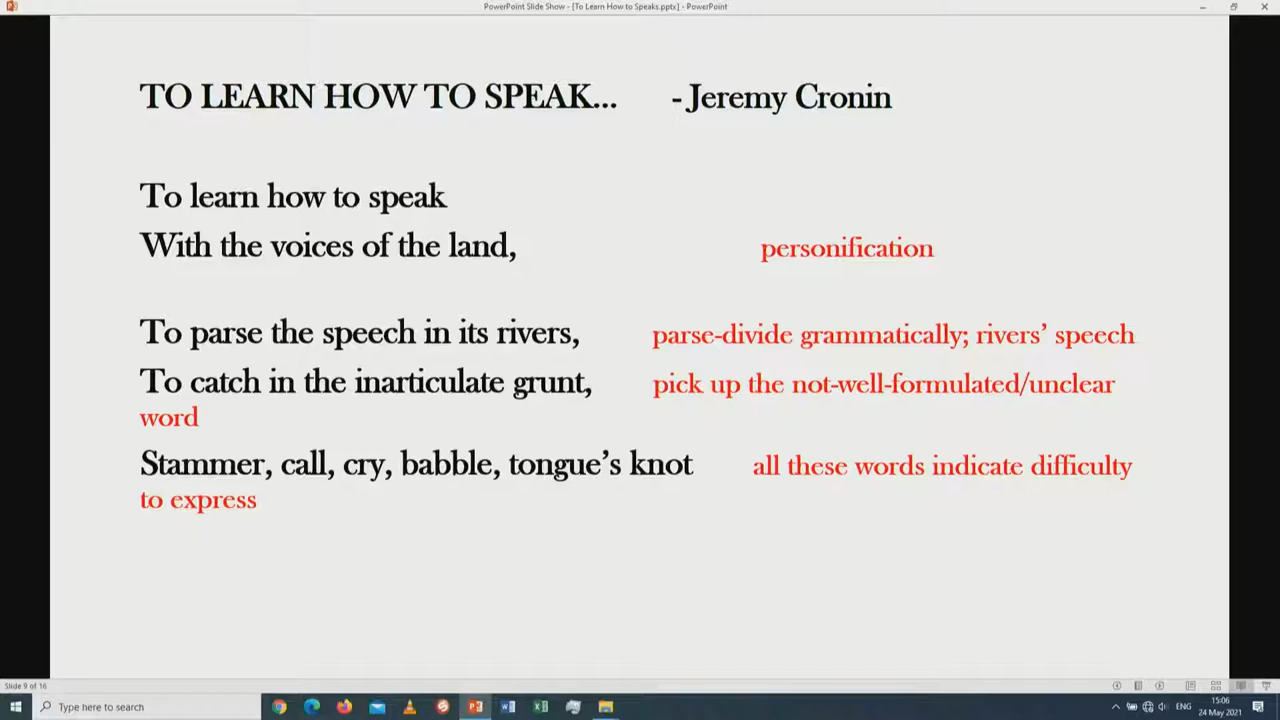 PowerPoint Slide Show - [To Learn How to Speaks.pptx] - PowerPoint
TO LEARN HOW TO SPEAK... - Jeremy Cronin
To learn how to speak
With the voices of the land, personification
To parse the speech in its rivers, parse-divide grammatically; rivers' speech
To catch in the inarticulate grunt, pick up the not-well-formulated/unclear
word
Stammer, call, cry, babble, tongue's knot all these words indicate difficulty
to express
Slide 9 of 16
Type here to search
ENG
15:06
24 May 2021